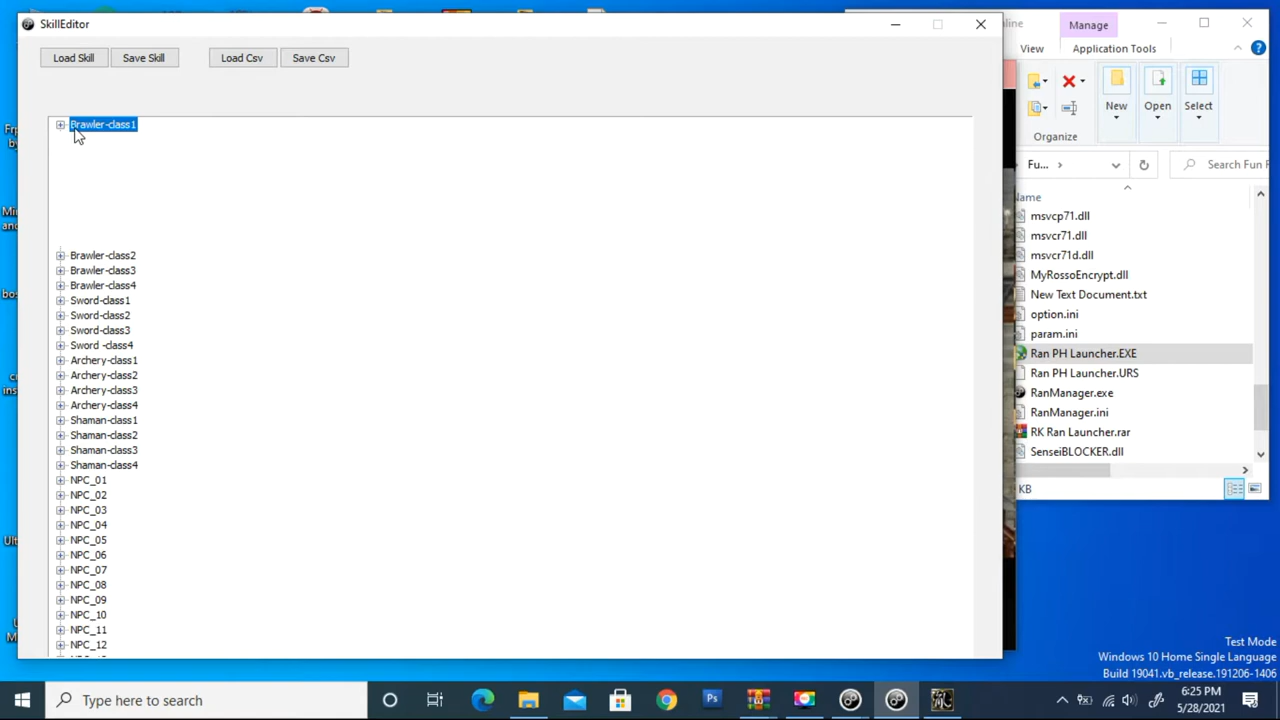 SkillEditor
Load Skill
Save Skill
Load Csv
Save Csv
Brawler-class1
Brawler-class2
Brawler-class3
Brawler-class4
Sword-class1
Sword-class2
Sword-class3
Sword -class4
Archery-class1
Archery-class2
Archery-class3
Archery-class4
Shaman-class1
Shaman-class2
Shaman-class3
Shaman-class4
NPC_01
NPC_02
NPC_03
NPC_04
NPC_05
NPC_06
NPC_07
NPC_08
NPC_09
NPC_10
NPC_11
NPC_12
Manage
View
Application Tools
New
Open
Select
Organize
Fu...
Search Fun R
Name
msvcp71.dll
msvcr71.dll
msvcr71d.dll
MyRossoEncrypt.dll
New Text Document.txt
option.ini
param.ini
Ran PH Launcher.EXE
Ran PH Launcher.URS
RanManager.exe
RanManager.ini
RK Ran Launcher.rar
SenseiBLOCKER.dll
KB
Test Mode
Windows 10 Home Single Language
Build 19041.vb_release.191206-1406
Type here to search
Ps
6:25 PM
5/28/2021